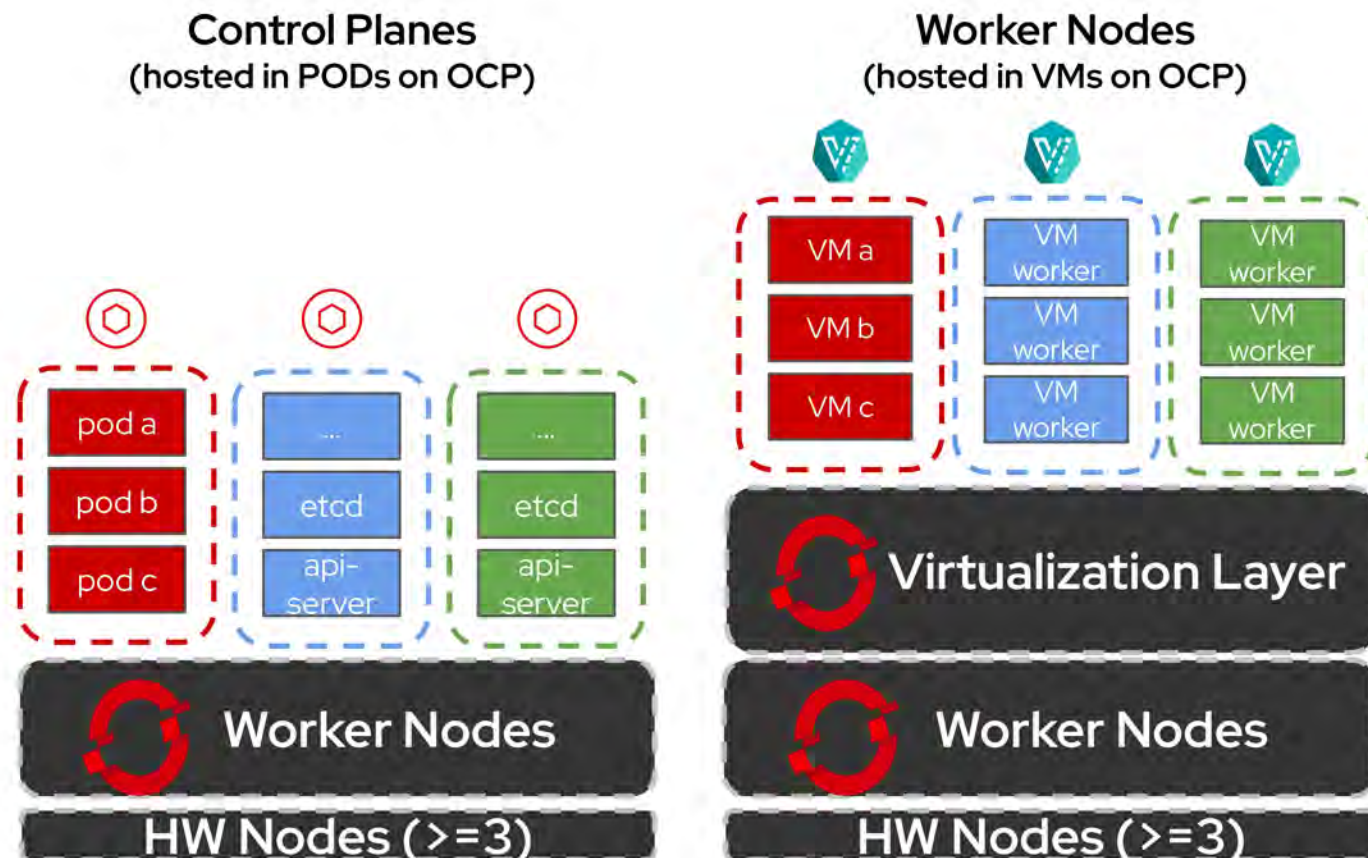 Control Planes
(hosted in PODs on OCP)
pod a
pod b
pod c
...
etcd
api-
server
...
etcd
api-
server
Worker Nodes
HW Nodes (>=3)
Worker Nodes
(hosted in VMs on OCP)
VM a
VM b
VM c
VM
worker
VM
worker
VM
worker
VM
worker
VM
worker
VM
worker
Virtualization Layer
Worker Nodes
HW Nodes (>=3)